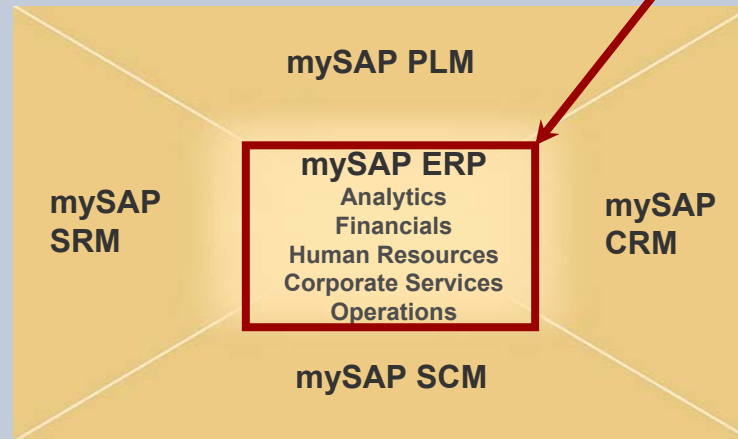 mySAP PLM
mySAP
SRM
mySAP ERP
Analytics
Financials
Human Resources
Corporate Services
Operations
mySAP
CRM
mySAP SCM